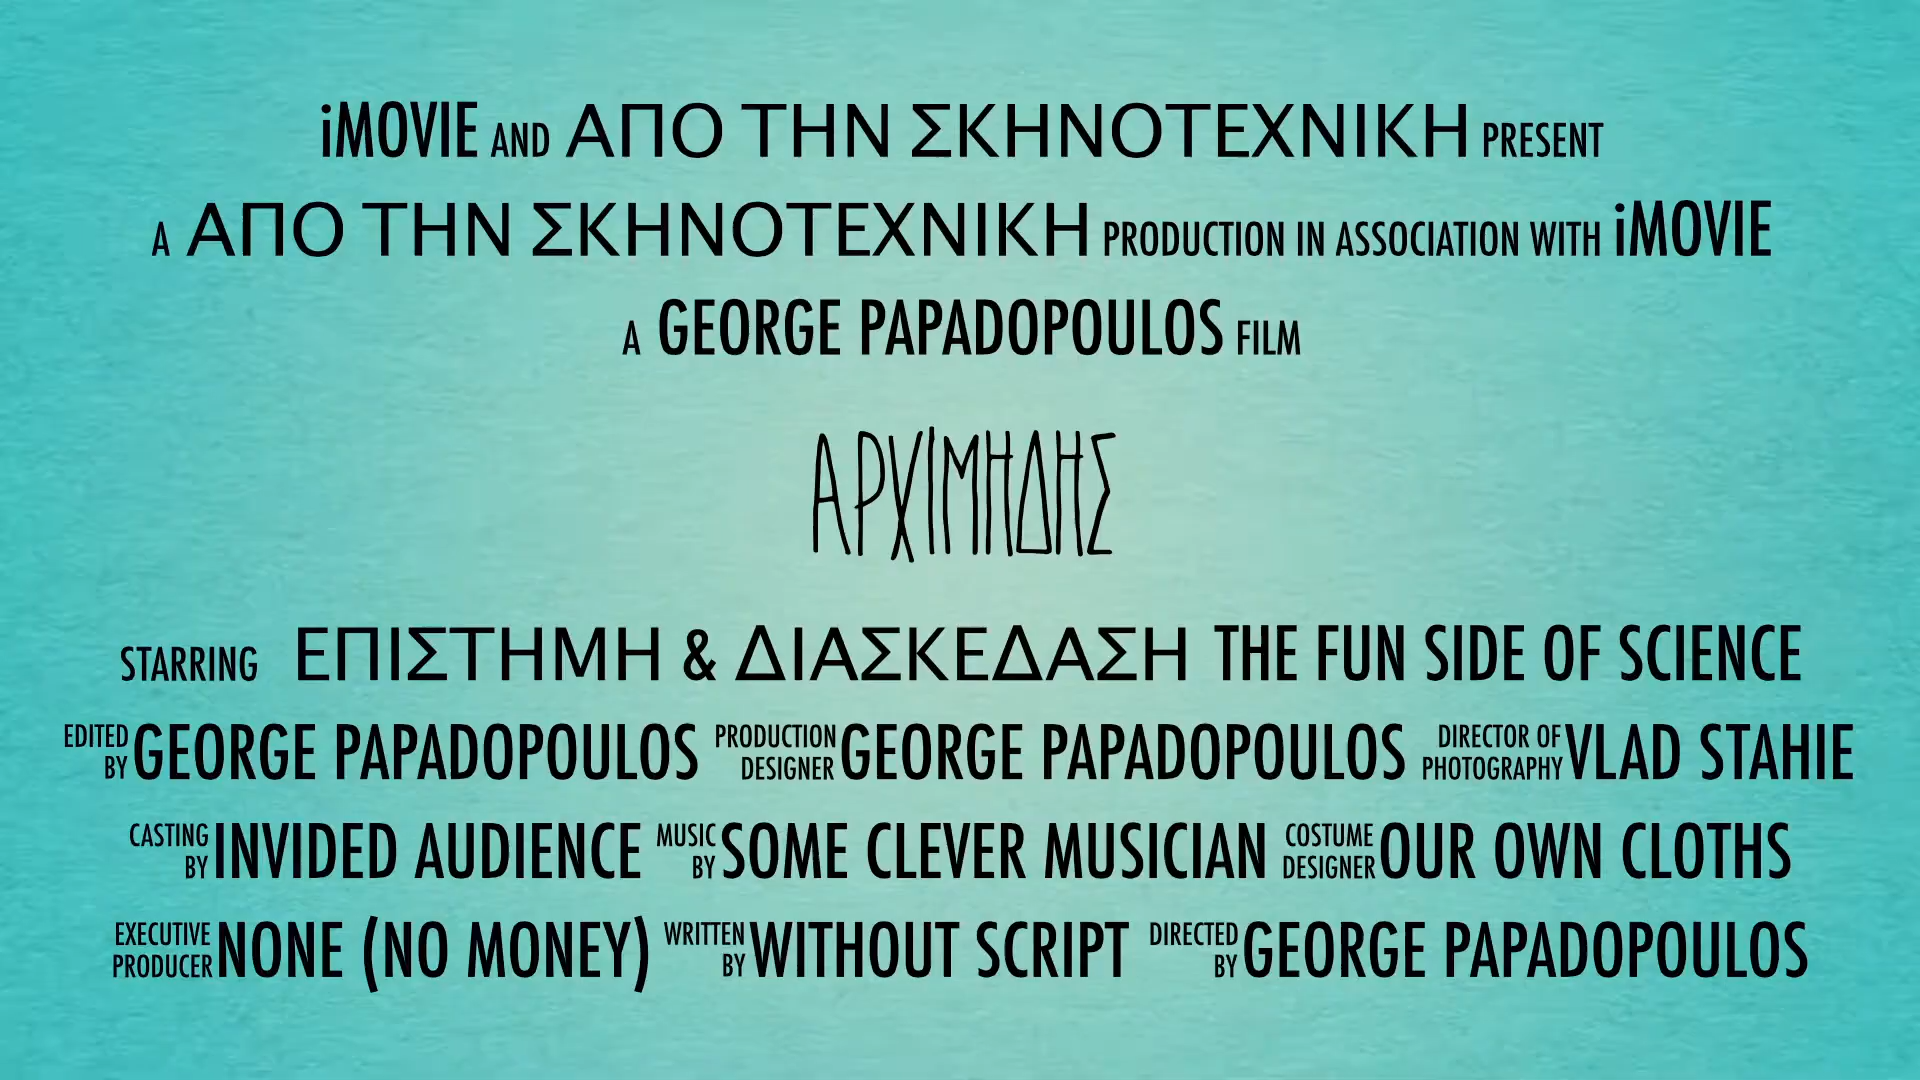 iMOVIE AND ΑΠΟ ΤΗΝ ΣΚΗΝΟΤΕΧΝΙΚΗ PRESENT
A ΑΠΟ ΤΗΝ ΣΚΗΝΟΤΕΧΝΙΚΗ PRODUCTION IN ASSOCIATION WITH iMOVIE
A GEORGE PAPADOPOULOS FILM
ΑΡΧΙΜΗΔΗΣ
STARRING ΕΠΙΣΤΗΜΗ & ΔΙΑΣΚΕΔΑΣΗ THE FUN SIDE OF SCIENCE
EDITED BY GEORGE PAPADOPOULOS PRODUCTION DESIGNER GEORGE PAPADOPOULOS DIRECTOR OF PHOTOGRAPHY VLAD STAHIE
CASTING BY INVIDED AUDIENCE MUSIC BY SOME CLEVER MUSICIAN COSTUME DESIGNER OUR OWN CLOTHS
EXECUTIVE PRODUCER NONE (NO MONEY) WRITTEN BY WITHOUT SCRIPT DIRECTED BY GEORGE PAPADOPOULOS